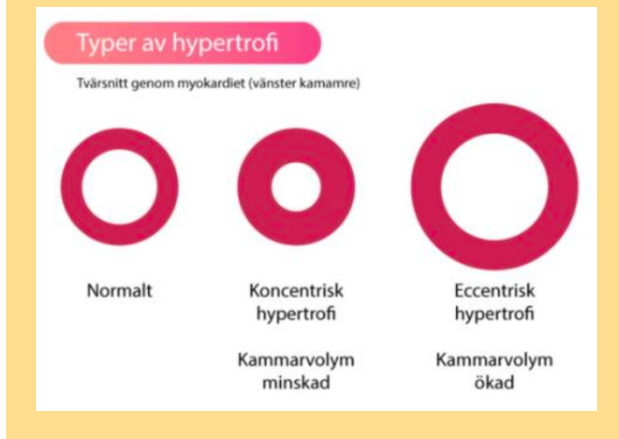 Typer av hypertrofi
Tvärsnitt genom myokardiet (vänster kamamre)
Normalt
Koncentrisk
hypertrofi
Kammarvolym
minskad
Eccentrisk
hypertrofi
Kammarvolym
ökad